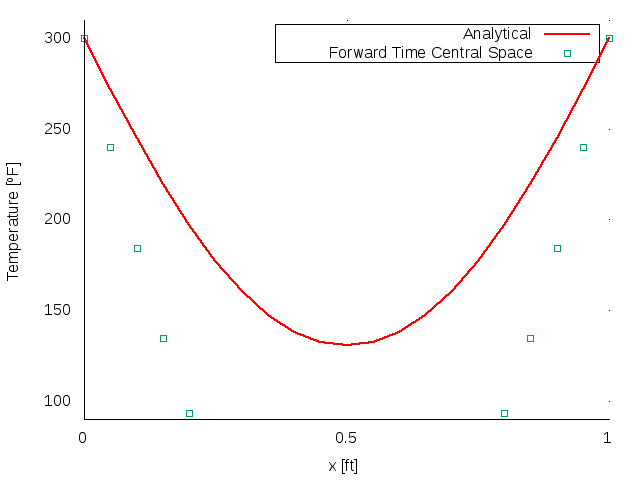 Analytical
Forward Time Central Space
300
250
200
150
100
Temperature [ºF]
0
0.5
1
x [ft]